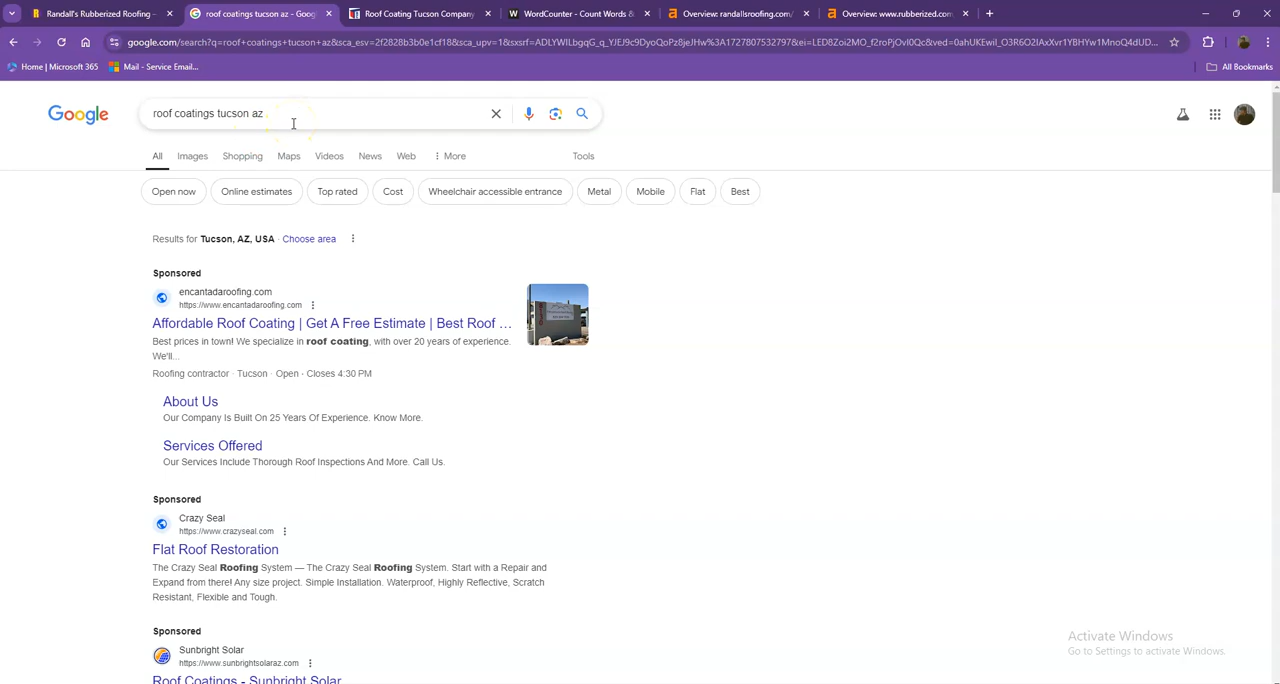 Randall's Rubberized Roofing -
roof coatings tucson az - Goog
Roof Coating Tucson Company
WordCounter - Count Words &
Overview: randallsroofing.com/
Overview: www.rubberized.com
Home | Microsoft 365
Mail - Service Email...
All Bookmarks
Google
roof coatings tucson az
All Images Shopping Maps Videos News Web More Tools
Open now Online estimates Top rated Cost Wheelchair accessible entrance Metal Mobile Flat Best
Results for Tucson, AZ, USA · Choose area
Sponsored
encantadaroofing.com
https://www.encantadaroofing.com
Affordable Roof Coating | Get A Free Estimate | Best Roof ...
Best prices in town! We specialize in roof coating, with over 20 years of experience.
We'll...
Roofing contractor · Tucson · Open · Closes 4:30 PM
About Us
Our Company Is Built On 25 Years Of Experience. Know More.
Services Offered
Our Services Include Thorough Roof Inspections And More. Call Us.
Sponsored
Crazy Seal
https://www.crazyseal.com
Flat Roof Restoration
The Crazy Seal Roofing System — The Crazy Seal Roofing System. Start with a Repair and
Expand from there! Any size project. Simple Installation. Waterproof, Highly Reflective, Scratch
Resistant, Flexible and Tough.
Sponsored
Sunbright Solar
https://www.sunbrightsolaraz.com
Roof Coatings - Sunbright Solar
Activate Windows
Go to Settings to activate Windows.